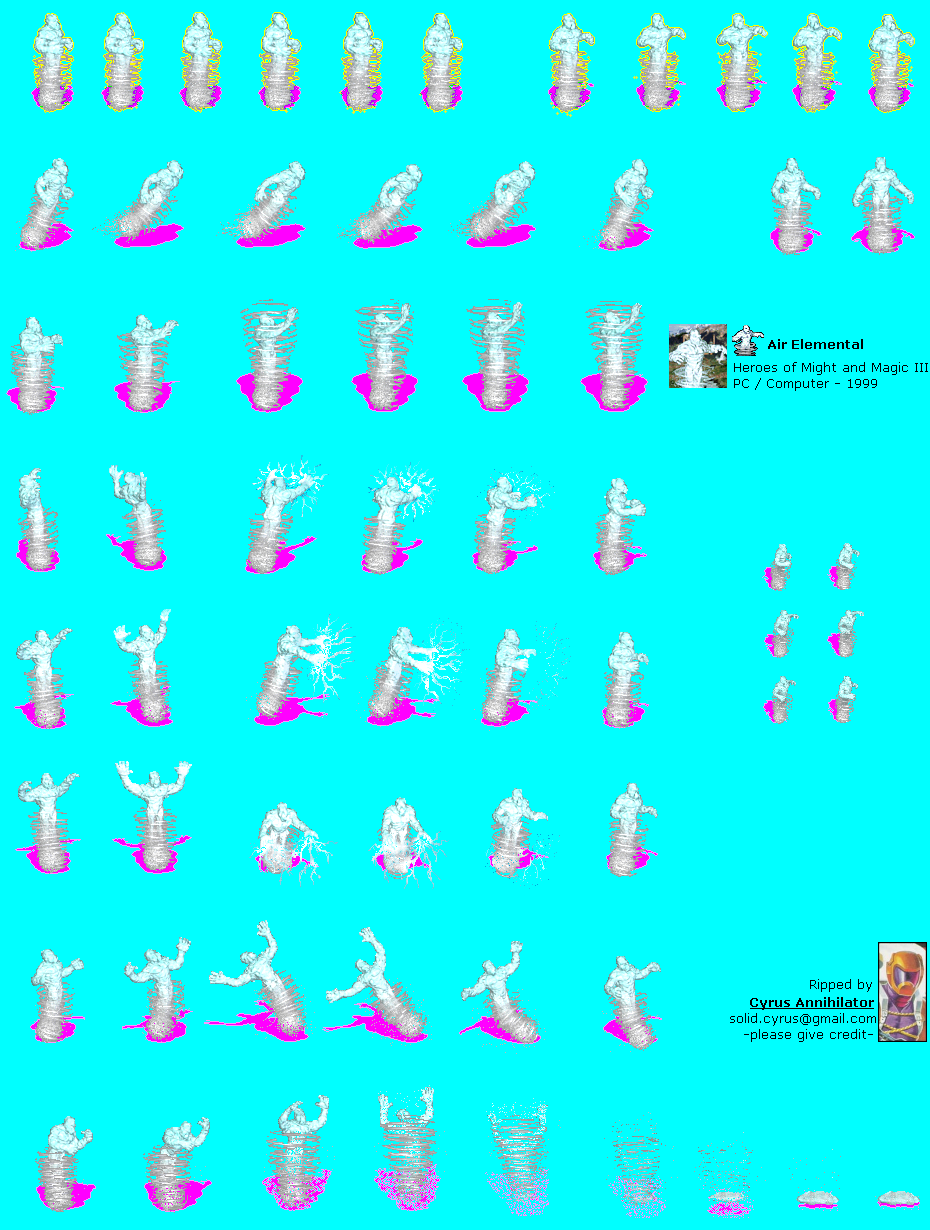 Air Elemental
Heroes of Might and Magic III
PC / Computer - 1999
Ripped by
Cyrus Annihilator
solid.cyrus@gmail.com
-please give credit-